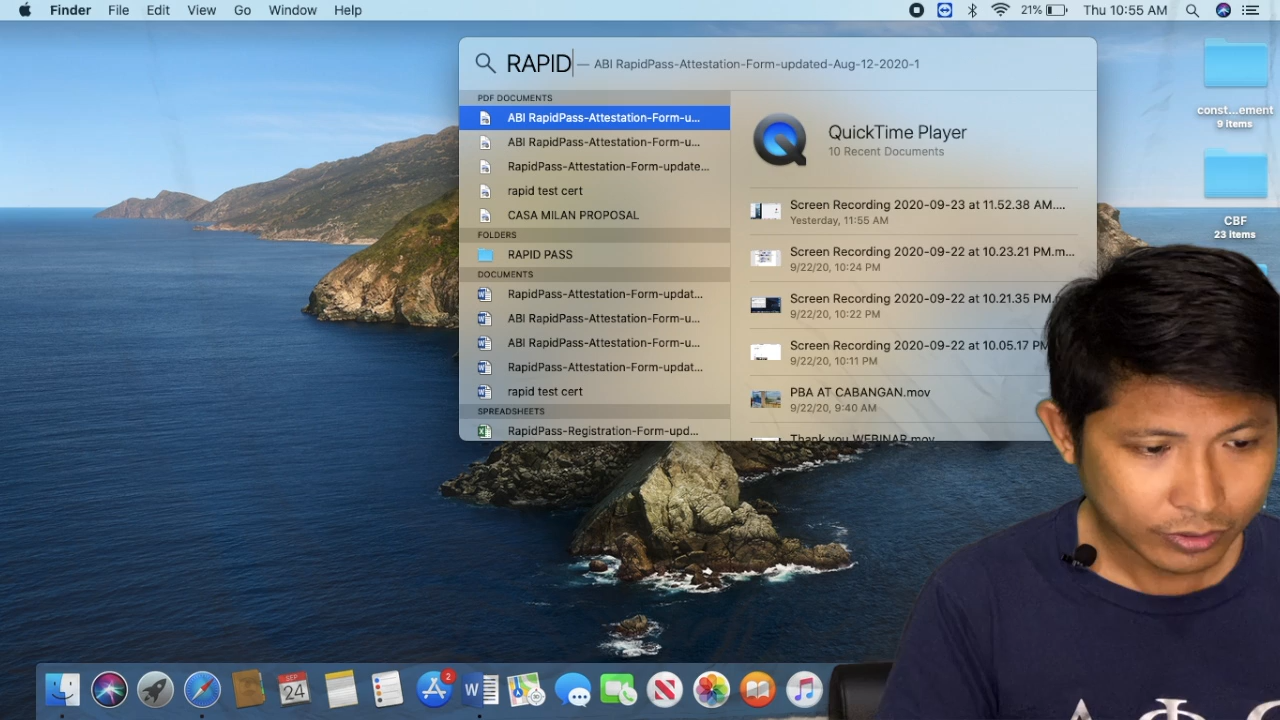 Finder File Edit View Go Window Help
21% Thu 10:55 AM
RAPID — ABI RapidPass-Attestation-Form-updated-Aug-12-2020-1
PDF DOCUMENTS
ABI RapidPass-Attestation-Form-u...
ABI RapidPass-Attestation-Form-u...
RapidPass-Attestation-Form-update...
rapid test cert
CASA MILAN PROPOSAL
FOLDERS
RAPID PASS
DOCUMENTS
RapidPass-Attestation-Form-updat...
ABI RapidPass-Attestation-Form-u...
ABI RapidPass-Attestation-Form-u...
RapidPass-Attestation-Form-updat...
rapid test cert
SPREADSHEETS
RapidPass-Registration-Form-upd...
QuickTime Player
10 Recent Documents
Screen Recording 2020-09-23 at 11.52.38 AM....
Yesterday, 11:55 AM
Screen Recording 2020-09-22 at 10.23.21 PM.m...
9/22/20, 10:24 PM
Screen Recording 2020-09-22 at 10.21.35 PM.
9/22/20, 10:22 PM
Screen Recording 2020-09-22 at 10.05.17 PM
9/22/20, 10:11 PM
PBA AT CABANGAN.mov
9/22/20, 9:40 AM
Thank you WEBINAR.mov
const...ement
9 items
CBF
23 items
SEP
24
2
ΑΦ